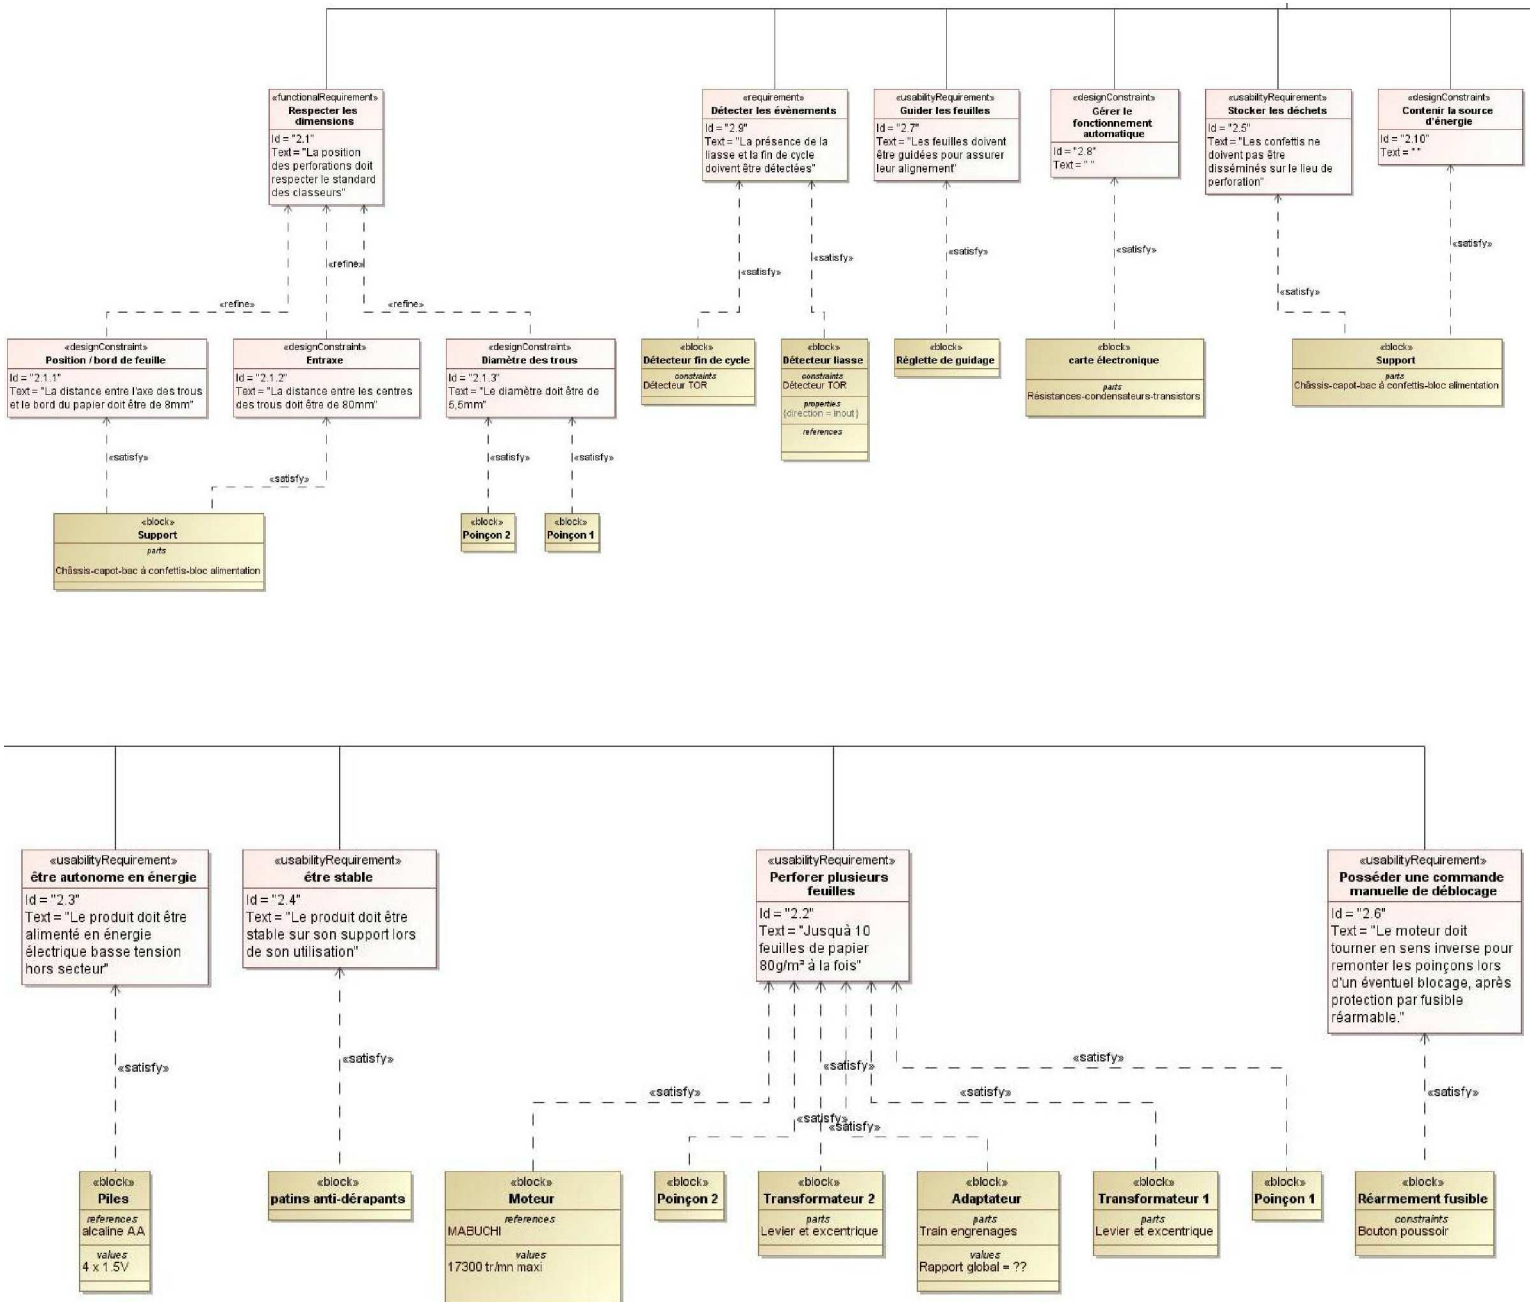 «functionalRequirement»
Respecter les
dimensions
Id = "2.1"
Text = "La position
des perforations doit
respecter le standard
des classeurs"
«requirement»
Détecter les évènements
Id = "2.9"
Text = "La présence de la
liasse et la fin de cycle
doivent être détectées"
«usabilityRequirement»
Guider les feuilles
Id = "2.7"
Text = "Les feuilles doivent
être guidées pour assurer
leur alignement"
«designConstraint»
Gérer le
fonctionnement
automatique
Id = "2.8"
Text = " "
«usabilityRequirement»
Stocker les déchets
Id = "2.5"
Text = "Les confettis ne
doivent pas être
disséminés sur le lieu de
perforation"
«designConstraint»
Contenir la source
d'énergie
Id = "2.10"
Text = " "
«refine»
«refine»
«refine»
«satisfy»
«satisfy»
«satisfy»
«satisfy»
«satisfy»
«satisfy»
«designConstraint»
Position / bord de feuille
Id = "2.1.1"
Text = "La distance entre l'axe des trous
et le bord du papier doit être de 8mm"
«designConstraint»
Entraxe
Id = "2.1.2"
Text = "La distance entre les centres
des trous doit être de 80mm"
«designConstraint»
Diamètre des trous
Id = "2.1.3"
Text = "Le diamètre doit être de
5,5mm"
«block»
Détecteur fin de cycle
constraints
Détecteur TOR
«block»
Détecteur liasse
constraints
Détecteur TOR
properties
{direction = inout}
references
«block»
Réglette de guidage
«block»
carte électronique
parts
Résistances-condensateurs-transistors
«block»
Support
parts
Châssis-capot-bac à confettis-bloc alimentation
«satisfy»
«satisfy»
«satisfy»
«satisfy»
«block»
Support
parts
Châssis-capot-bac à confettis-bloc alimentation
«block»
Poinçon 2
«block»
Poinçon 1
«usabilityRequirement»
être autonome en énergie
Id = "2.3"
Text = "Le produit doit être
alimenté en énergie
électrique basse tension
hors secteur"
«usabilityRequirement»
être stable
Id = "2.4"
Text = "Le produit doit être
stable sur son support lors
de son utilisation"
«usabilityRequirement»
Perforer plusieurs
feuilles
Id = "2.2"
Text = "Jusquà 10
feuilles de papier
80g/m² à la fois"
«usabilityRequirement»
Posséder une commande
manuelle de déblocage
Id = "2.6"
Text = "Le moteur doit
tourner en sens inverse pour
remonter les poinçons lors
d'un éventuel blocage, après
protection par fusible
réarmable."
«satisfy»
«satisfy»
«satisfy»
«satisfy»
«satisfy»
«satisfy»
«satisfy»
«satisfy»
«satisfy»
«block»
Piles
references
alcaline AA
values
4 x 1.5V
«block»
patins anti-dérapants
«block»
Moteur
references
MABUCHI
values
17300 tr/mn maxi
«block»
Poinçon 2
«block»
Transformateur 2
parts
Levier et excentrique
«block»
Adaptateur
parts
Train engrenages
values
Rapport global = ??
«block»
Transformateur 1
parts
Levier et excentrique
«block»
Poinçon 1
«block»
Réarmement fusible
constraints
Bouton poussoir